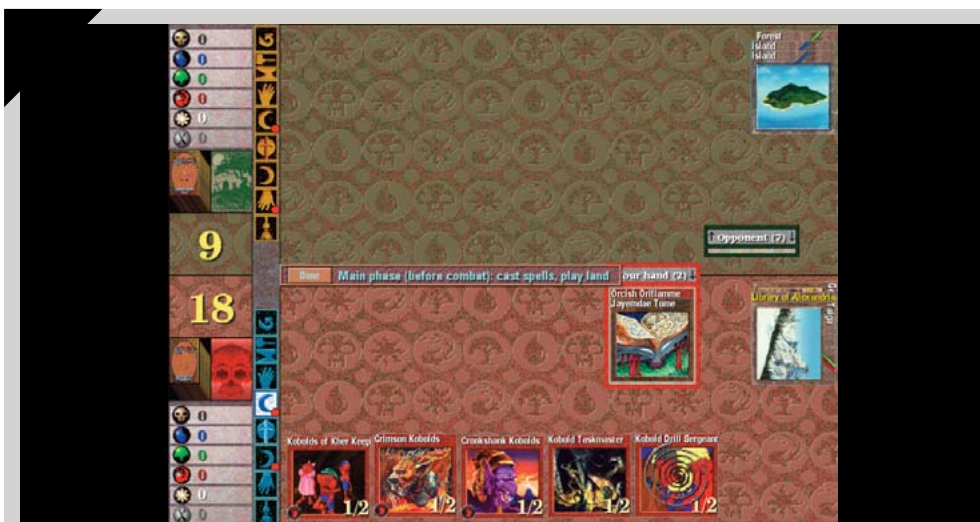 0
0
0
0
0
0
9
Forest
Island
Island
Opponent (7)
Done
Main phase (before combat): cast spells, play land
our hand (2)
18
Orcish Oriflamme
Jayemdae Tome
Library of Alexandria
Taiga
0
0
0
0
0
0
Kobolds of Kher Keep
Crimson Kobolds
Crookshank Kobolds
Kobold Taskmaster
Kobold Drill Sergeant
1/2
1/2
1/2
1/2
1/2